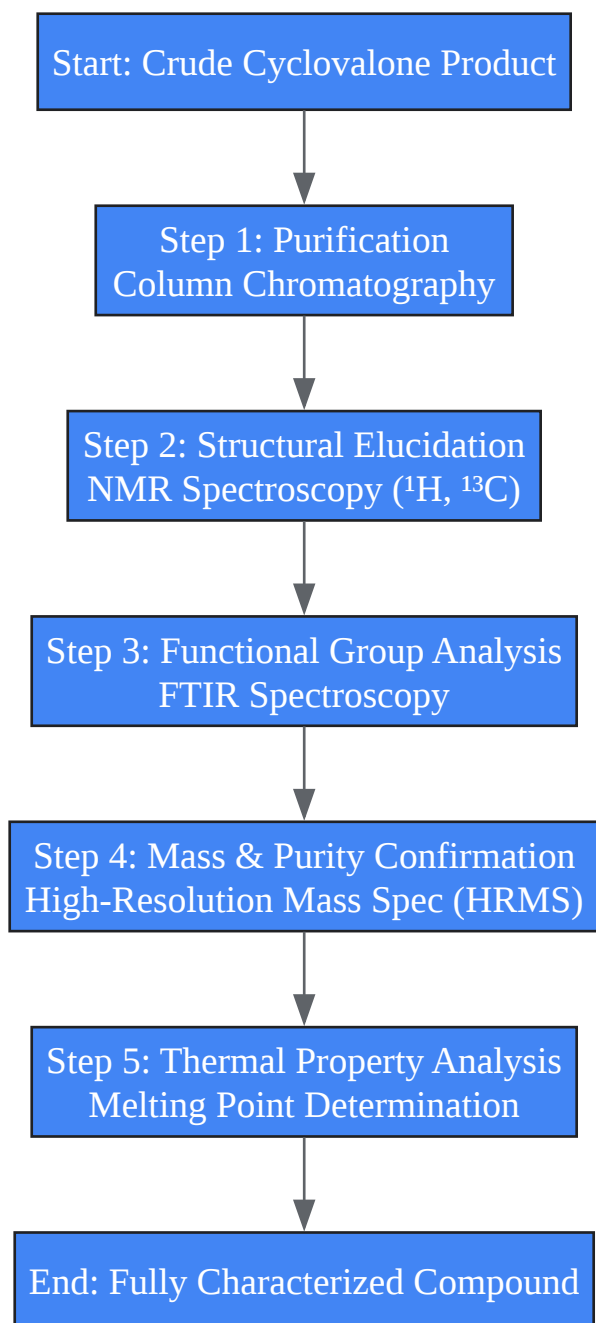 Start: Crude Cyclovalone Product
Step 1: Purification
Column Chromatography
Step 2: Structural Elucidation
NMR Spectroscopy (¹H, ¹³C)
Step 3: Functional Group Analysis
FTIR Spectroscopy
Step 4: Mass & Purity Confirmation
High-Resolution Mass Spec (HRMS)
Step 5: Thermal Property Analysis
Melting Point Determination
End: Fully Characterized Compound